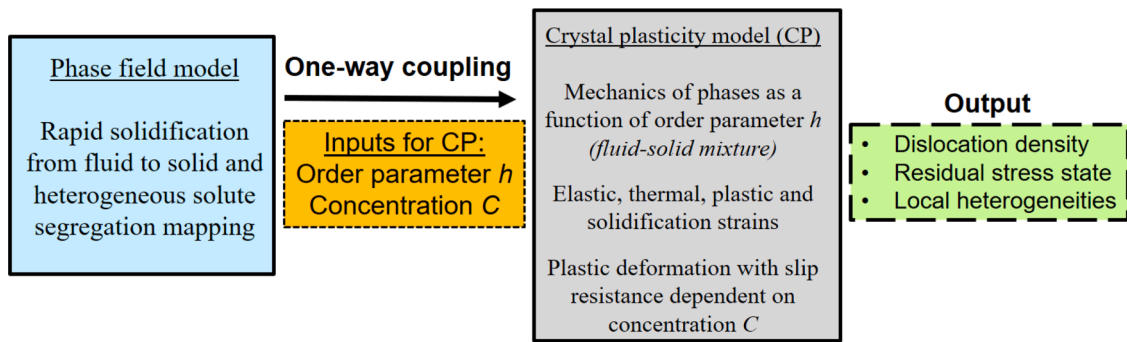 Phase field model
Rapid solidification
from fluid to solid and
heterogeneous solute
segregation mapping
One-way coupling
Inputs for CP:
Order parameter h
Concentration C
Crystal plasticity model (CP)
Mechanics of phases as a
function of order parameter h
(fluid-solid mixture)
Elastic, thermal, plastic and
solidification strains
Plastic deformation with slip
resistance dependent on
concentration C
Output
• Dislocation density
• Residual stress state
• Local heterogeneities